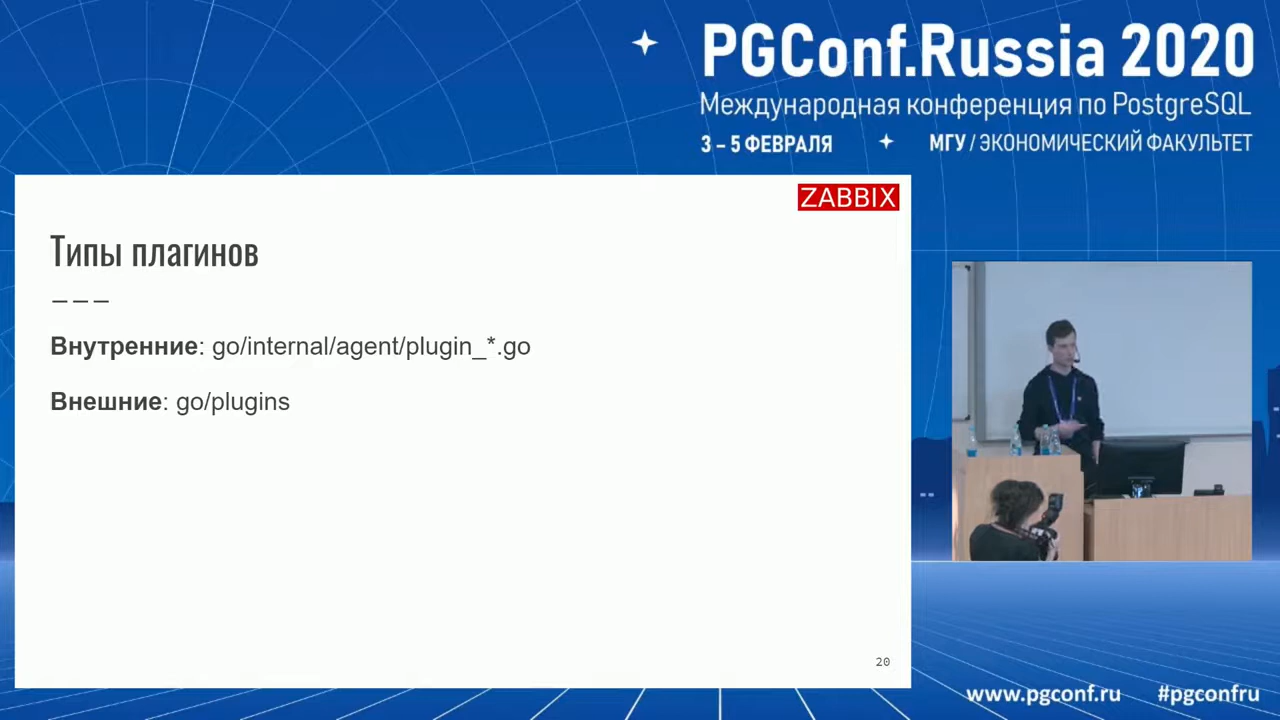 PGConf.Russia 2020
Международная конференция по PostgreSQL
3 – 5 ФЕВРАЛЯ
МГУ / ЭКОНОМИЧЕСКИЙ ФАКУЛЬТЕТ
ZABBIX
Типы плагинов
–––
Внутренние: go/internal/agent/plugin_*.go
Внешние: go/plugins
20
www.pgconf.ru #pgconfru